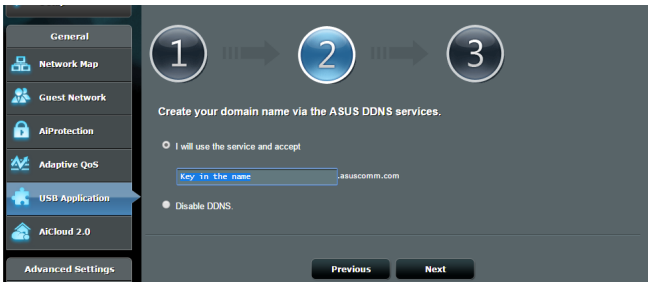 General
Network Map
Guest Network
AiProtection
Adaptive QoS
USB Application
AiCloud 2.0
Advanced Settings
1
2
3
Create your domain name via the ASUS DDNS services.
I will use the service and accept
Key in the name .asuscomm.com
Disable DDNS.
Previous Next